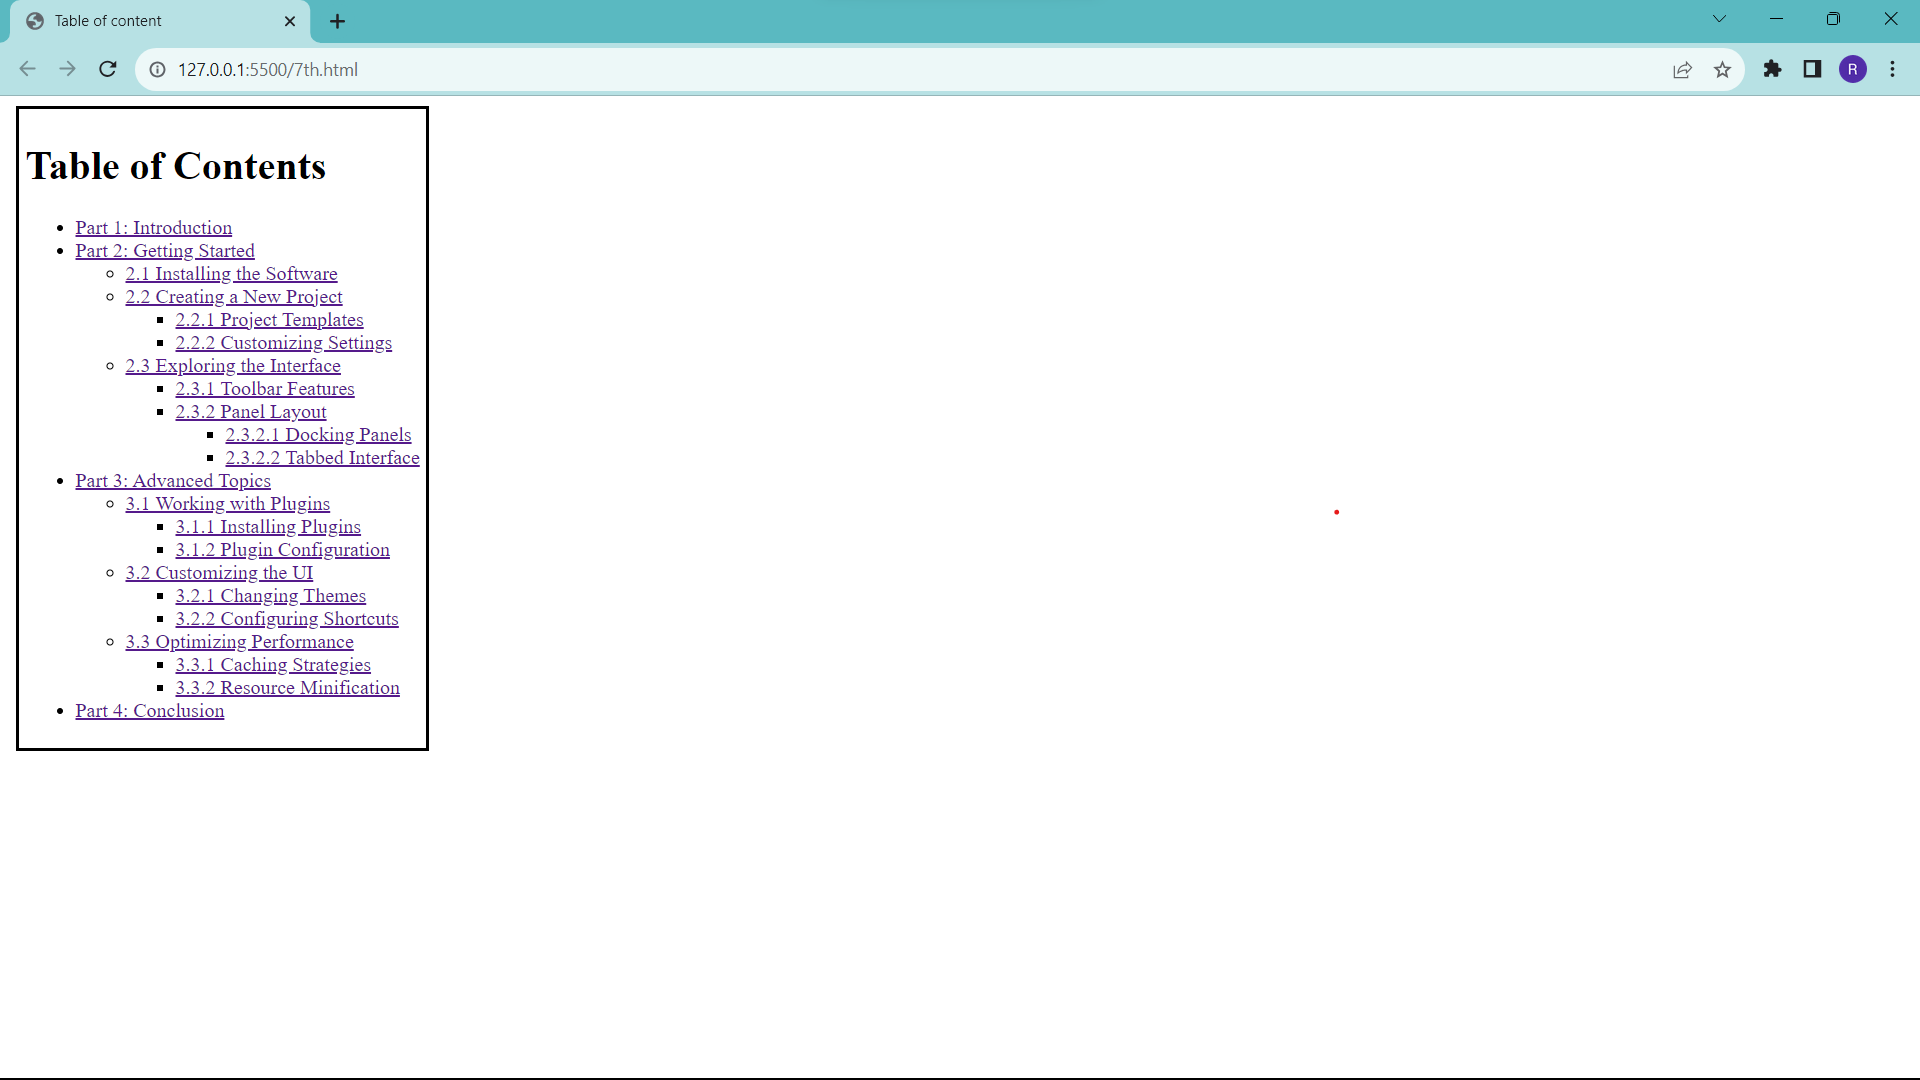 Table of content
127.0.0.1:5500/7th.html
R
Table of Contents
Part 1: Introduction
Part 2: Getting Started
2.1 Installing the Software
2.2 Creating a New Project
2.2.1 Project Templates
2.2.2 Customizing Settings
2.3 Exploring the Interface
2.3.1 Toolbar Features
2.3.2 Panel Layout
2.3.2.1 Docking Panels
2.3.2.2 Tabbed Interface
Part 3: Advanced Topics
3.1 Working with Plugins
3.1.1 Installing Plugins
3.1.2 Plugin Configuration
3.2 Customizing the UI
3.2.1 Changing Themes
3.2.2 Configuring Shortcuts
3.3 Optimizing Performance
3.3.1 Caching Strategies
3.3.2 Resource Minification
Part 4: Conclusion